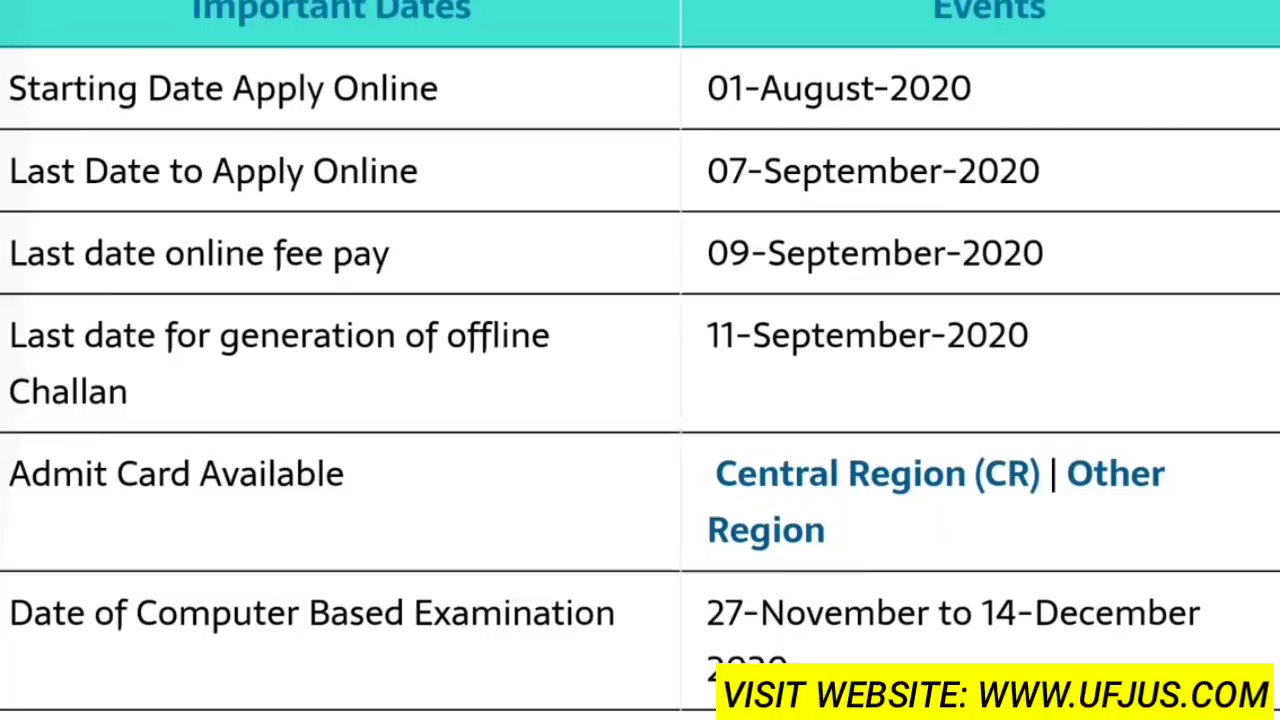 Important Dates Events
Starting Date Apply Online 01-August-2020
Last Date to Apply Online 07-September-2020
Last date online fee pay 09-September-2020
Last date for generation of offline 11-September-2020
Challan
Admit Card Available Central Region (CR) | Other
Region
Date of Computer Based Examination 27-November to 14-December
2020
VISIT WEBSITE: WWW.UFJUS.COM